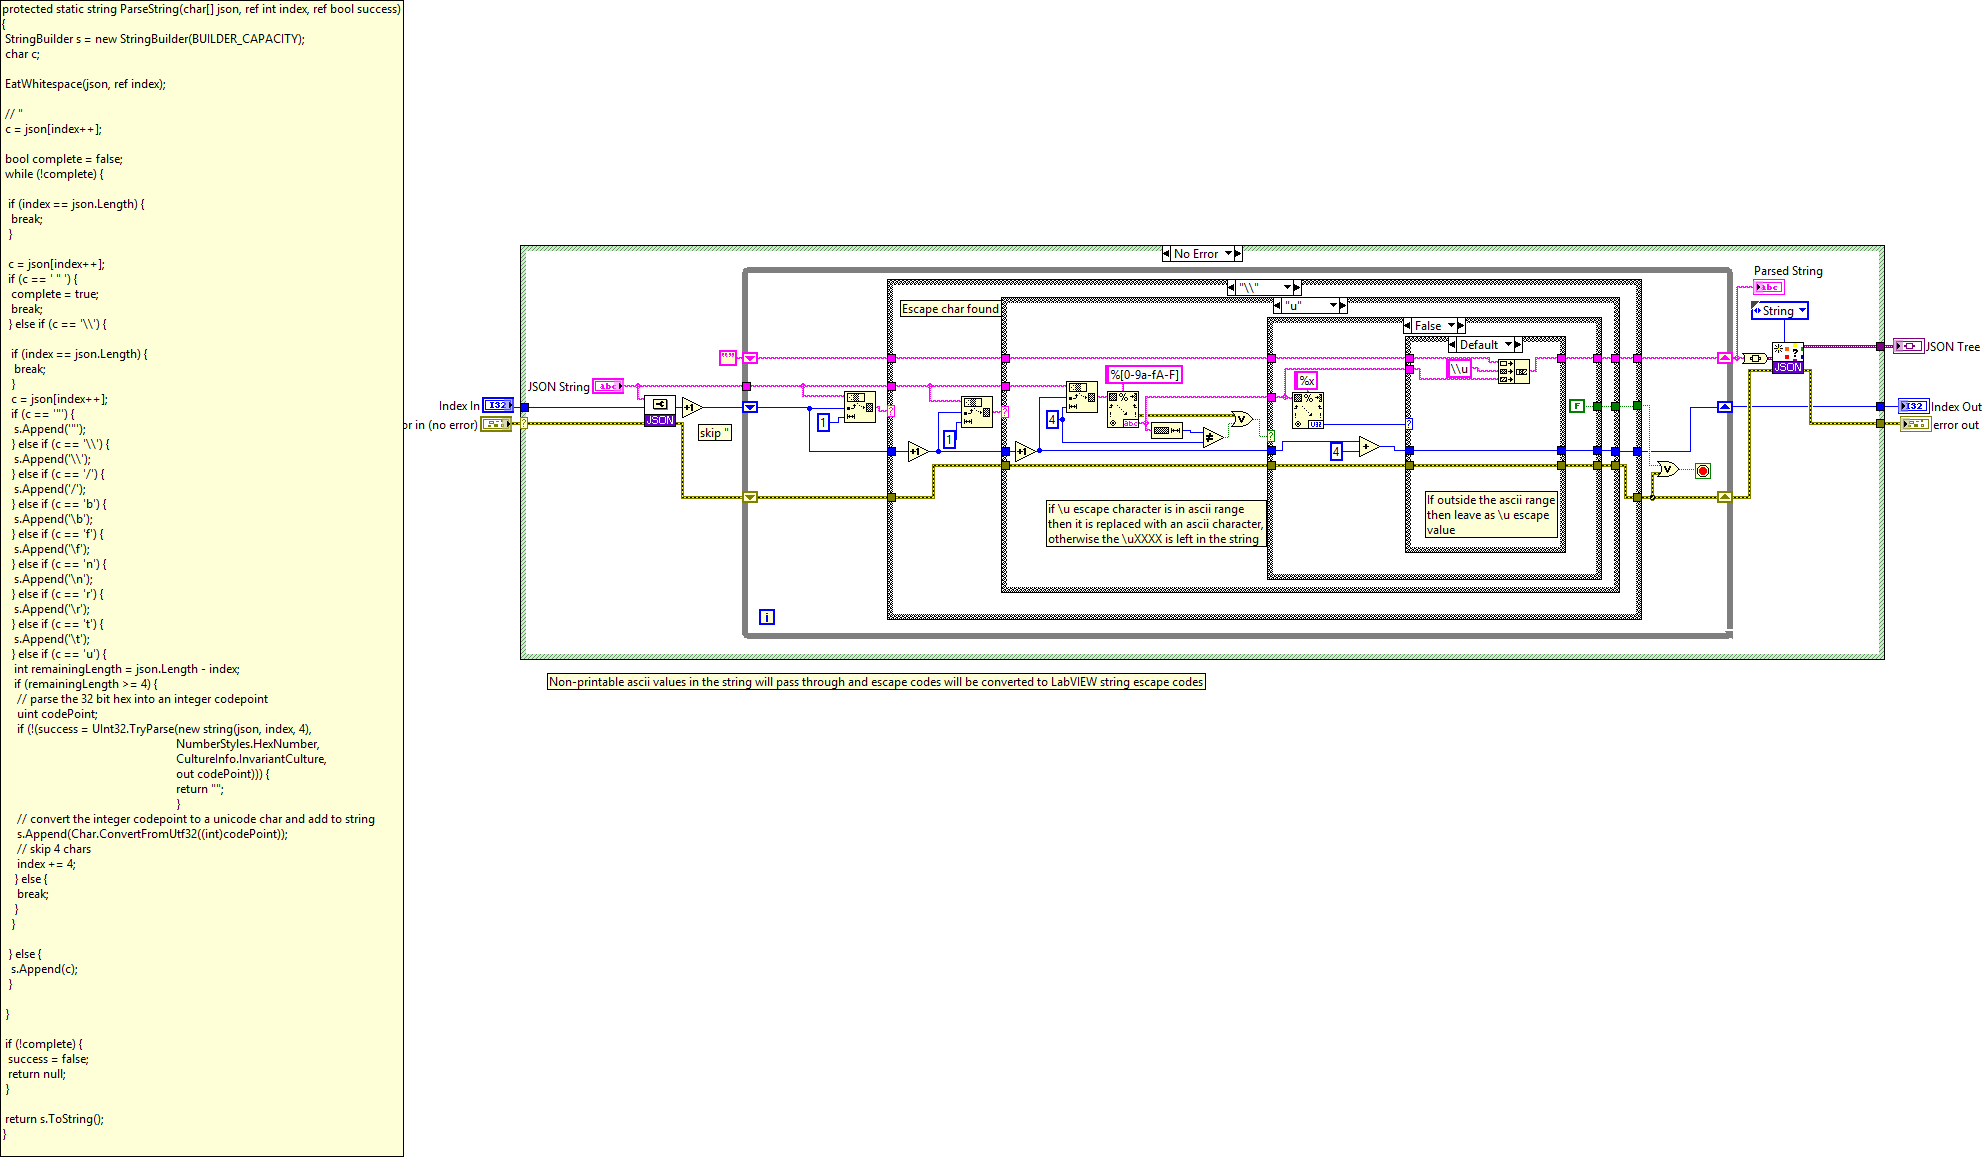 protected static string ParseString(char[] json, ref int index, ref bool success)
{
StringBuilder s = new StringBuilder(BUILDER_CAPACITY);
char c;
EatWhitespace(json, ref index);
// "
c = json[index++];
bool complete = false;
while (!complete) {
if (index == json.Length) {
break;
}
c = json[index++];
if (c == ' " ') {
complete = true;
break;
} else if (c == '\\') {
if (index == json.Length) {
break;
}
c = json[index++];
if (c == '"') {
s.Append('"');
} else if (c == '\\') {
s.Append('\\');
} else if (c == '/') {
s.Append('/');
} else if (c == 'b') {
s.Append('\b');
} else if (c == 'f') {
s.Append('\f');
} else if (c == 'n') {
s.Append('\n');
} else if (c == 'r') {
s.Append('\r');
} else if (c == 't') {
s.Append('\t');
} else if (c == 'u') {
int remainingLength = json.Length - index;
if (remainingLength >= 4) {
// parse the 32 bit hex into an integer codepoint
uint codePoint;
if (!(success = UInt32.TryParse(new string(json, index, 4),
NumberStyles.HexNumber,
CultureInfo.InvariantCulture,
out codePoint))) {
return "";
}
// convert the integer codepoint to a unicode char and add to string
s.Append(Char.ConvertFromUtf32((int)codePoint));
// skip 4 chars
index += 4;
} else {
break;
}
}
} else {
s.Append(c);
}
}
if (!complete) {
success = false;
return null;
}
return s.ToString();
}
No Error
Parsed String
abc
"\\"
"u"
Escape char found
String
False
Default
JSON Tree
JSON String
abc
%[0-9a-fA-F]
\\u
%x
JSON
Index In
I32
F
I32
Index Out
or in (no error)
JSON
+1
skip "
1
1
4
abc
U32
error out
+1
+1
4
+
if \u escape character is in ascii range
then it is replaced with an ascii character,
otherwise the \uXXXX is left in the string
If outside the ascii range
then leave as \u escape
value
i
Non-printable ascii values in the string will pass through and escape codes will be converted to LabVIEW string escape codes